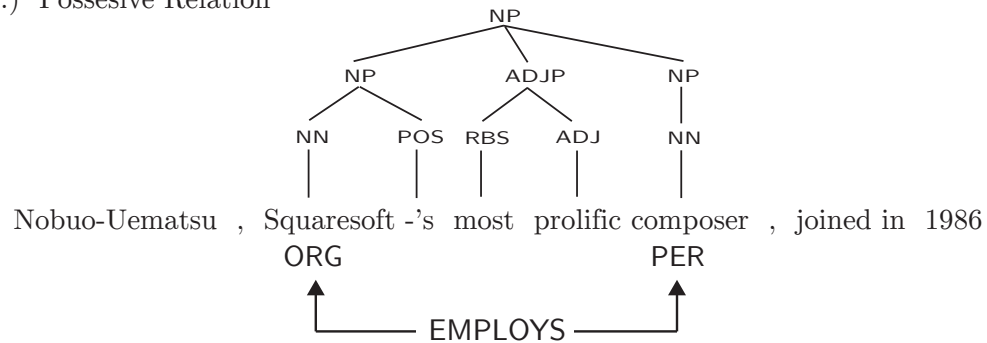 .) Possesive Relation
NP
NP ADJP NP
NN POS RBS ADJ NN
Nobuo-Uematsu , Squaresoft -'s most prolific composer , joined in 1986
ORG PER
EMPLOYS